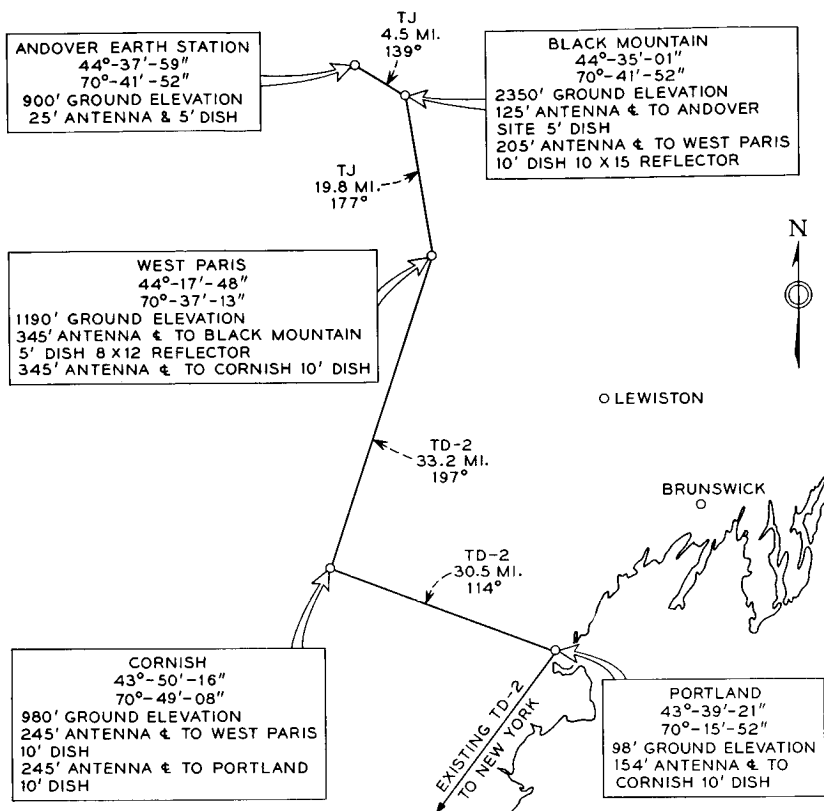 TJ
4.5 MI.
139°
ANDOVER EARTH STATION
44°-37'-59"
70°-41'-52"
900' GROUND ELEVATION
25' ANTENNA & 5' DISH
BLACK MOUNTAIN
44°-35'-01"
70°-41'-52"
2350' GROUND ELEVATION
125' ANTENNA ℄ TO ANDOVER
SITE 5' DISH
205' ANTENNA ℄ TO WEST PARIS
10' DISH 10 X 15 REFLECTOR
TJ
19.8 MI.
177°
N
WEST PARIS
44°-17'-48"
70°-37'-13"
1190' GROUND ELEVATION
345' ANTENNA ℄ TO BLACK MOUNTAIN
5' DISH 8 X 12 REFLECTOR
345' ANTENNA ℄ TO CORNISH 10' DISH
LEWISTON
TD-2
33.2 MI.
197°
BRUNSWICK
TD-2
30.5 MI.
114°
CORNISH
43°-50'-16"
70°-49'-08"
980' GROUND ELEVATION
245' ANTENNA ℄ TO WEST PARIS
10' DISH
245' ANTENNA ℄ TO PORTLAND
10' DISH
EXISTING TD-2
TO NEW YORK
PORTLAND
43°-39'-21"
70°-15'-52"
98' GROUND ELEVATION
154' ANTENNA ℄ TO
CORNISH 10' DISH